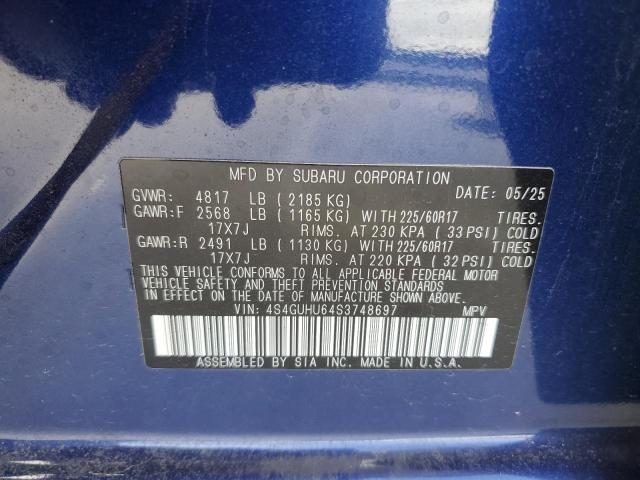 MFD BY SUBARU CORPORATION
GVWR: 4817 LB (2185 KG) DATE: 05/25
GAWR:F 2568 LB (1165 KG) WITH 225/60R17 TIRES.
17X7J RIMS. AT 230 KPA (33 PSI) COLD
GAWR:R 2491 LB (1130 KG) WITH 225/60R17 TIRES.
17X7J RIMS. AT 220 KPA (32 PSI) COLD
THIS VEHICLE CONFORMS TO ALL APPLICABLE FEDERAL MOTOR
VEHICLE SAFETY AND THEFT PREVENTION STANDARDS IN
EFFECT ON THE DATE OF MANUFACTURE SHOWN ABOVE.
VIN: 4S4GUHU64S3748697 MPV
ASSEMBLED BY SIA INC. MADE IN U.S.A.